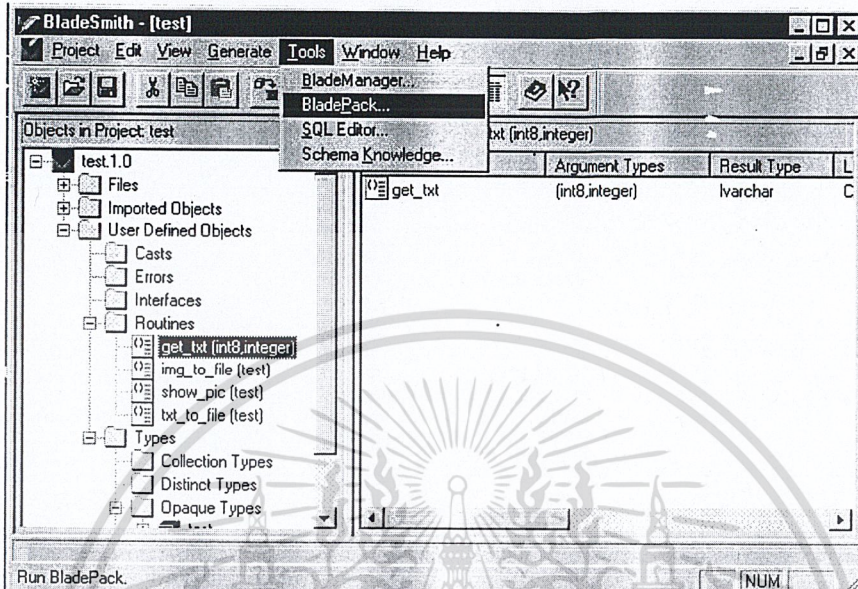 BladeSmith - [test]
Project Edit View Generate Tools Window Help
BladeManager...
BladePack...
SQL Editor...
Schema Knowledge...
Objects in Project: test
txt (int8,integer)
Argument Types Result Type L
get_txt (int8,integer) lvarchar C
test.1.0
Files
Imported Objects
User Defined Objects
Casts
Errors
Interfaces
Routines
get_txt (int8,integer)
img_to_file (test)
show_pic (test)
txt_to_file (test)
Types
Collection Types
Distinct Types
Opaque Types
Run BladePack.
NUM